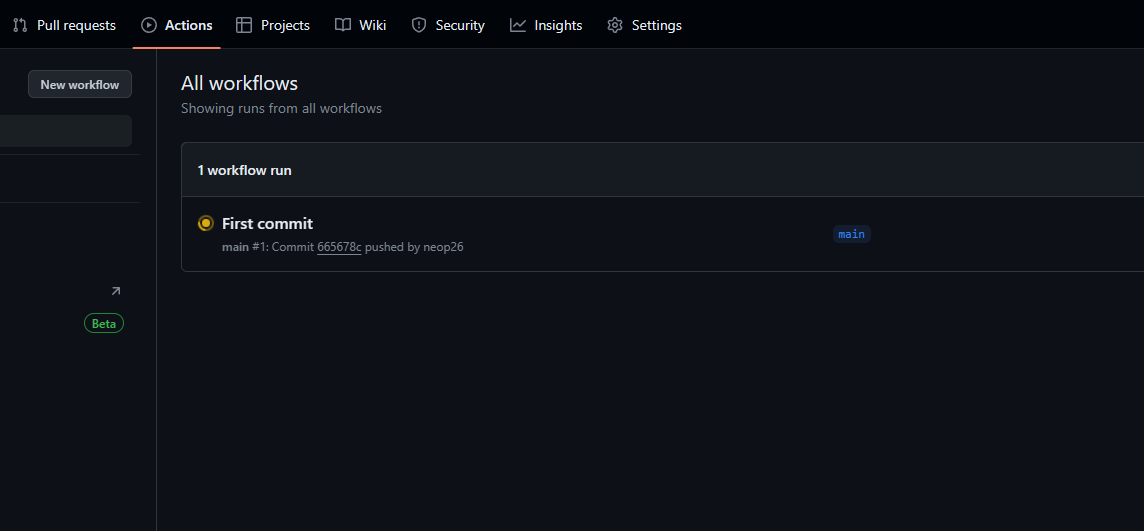 Pull requests Actions Projects Wiki Security Insights Settings
New workflow
All workflows
Showing runs from all workflows
1 workflow run
First commit
main #1: Commit 665678c pushed by neop26
main
Beta